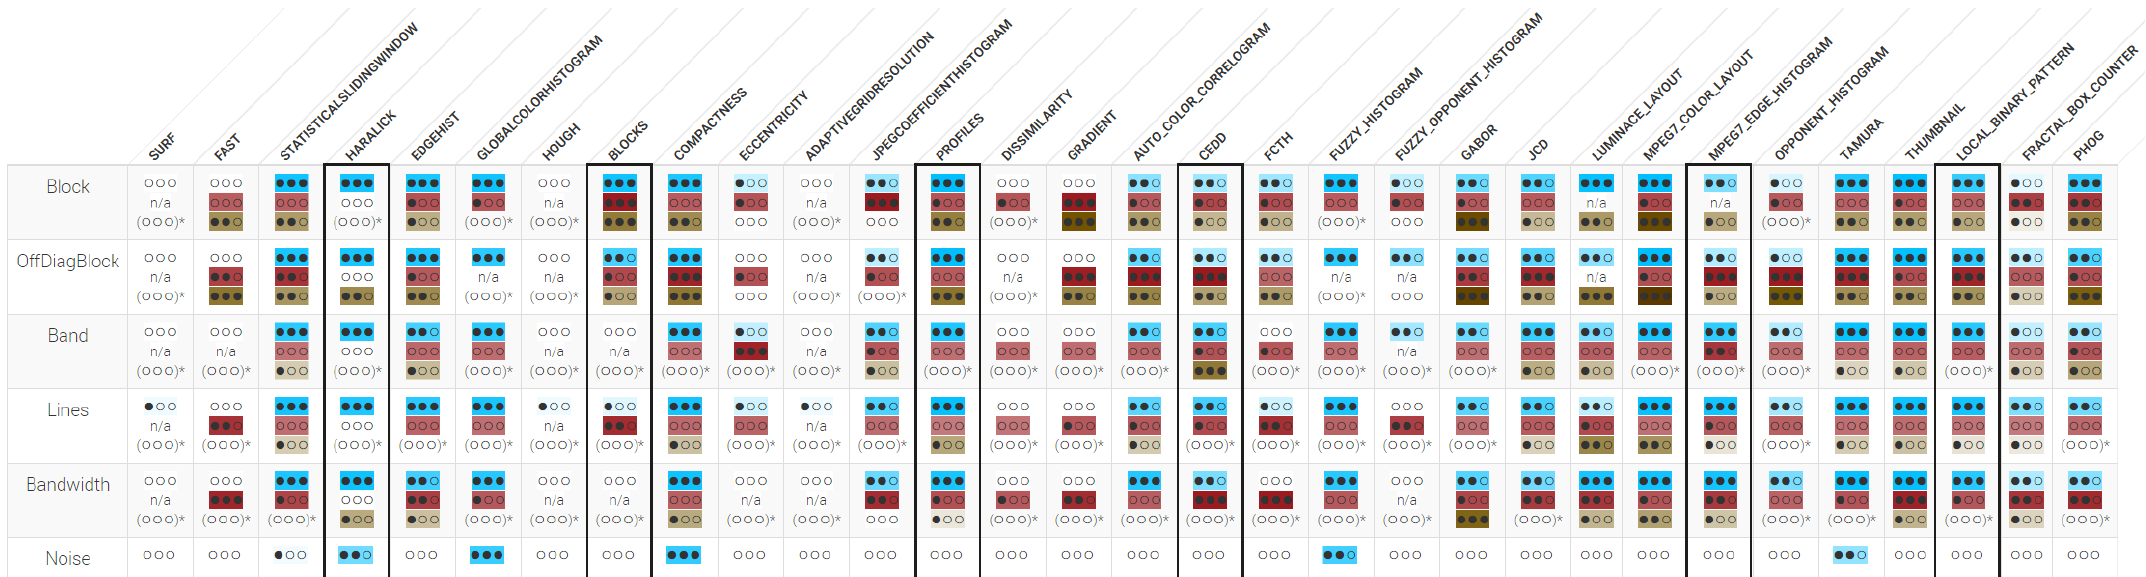 SURF
FAST
STATISTICALSLIDINGWINDOW
HARALICK
EDGEHIST
GLOBALCOLORHISTOGRAM
HOUGH
BLOCKS
COMPACTNESS
ECCENTRICITY
ADAPTIVEGRIDRESOLUTION
JPEGCOEFFICIENTHISTOGRAM
PROFILES
DISSIMILARITY
GRADIENT
AUTO_COLOR_CORRELOGRAM
CEDD
FCTH
FUZZY_HISTOGRAM
FUZZY_OPPONENT_HISTOGRAM
GABOR
JCD
LUMINACE_LAYOUT
MPEG7_COLOR_LAYOUT
MPEG7_EDGE_HISTOGRAM
OPPONENT_HISTOGRAM
TAMURA
THUMBNAIL
LOCAL_BINARY_PATTERN
FRACTAL_BOX_COUNTER
PHOG
Block
n/a n/a n/a n/a n/a
OffDiagBlock
n/a n/a n/a n/a n/a n/a n/a n/a
Band
n/a n/a n/a n/a n/a n/a
Lines
n/a n/a n/a
Bandwidth
n/a n/a n/a n/a n/a n/a
Noise